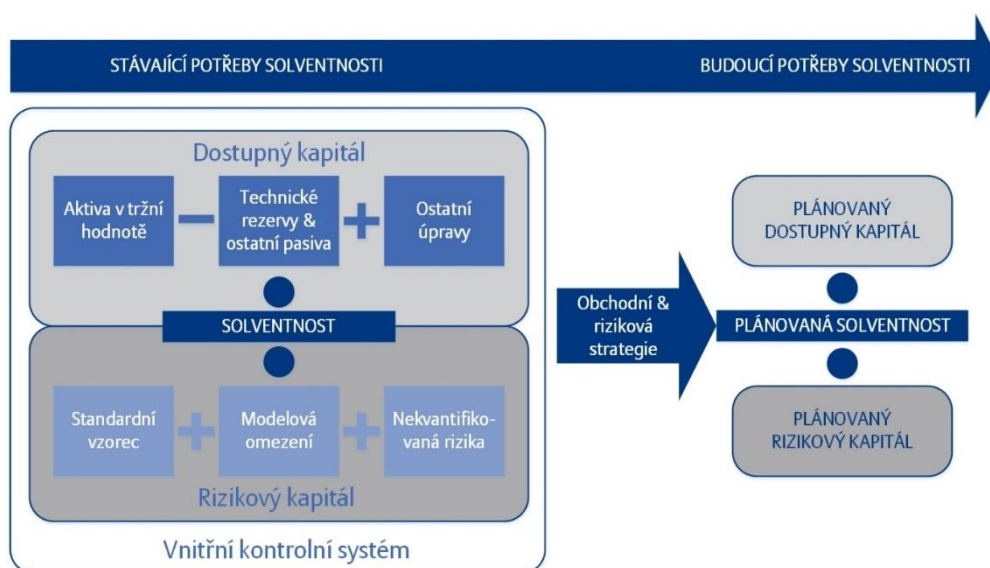 STÁVAJÍCÍ POTŘEBY SOLVENTNOSTI
BUDOUCÍ POTŘEBY SOLVENTNOSTI
Dostupný kapitál
Aktiva v tržní
hodnotě
Technické
rezervy &
ostatní pasiva
Ostatní
úpravy
SOLVENTNOST
Standardní
vzorec
Modelová
omezení
Nekvantifiko-
vaná rizika
Rizikový kapitál
Vnitřní kontrolní systém
Obchodní &
riziková
strategie
PLÁNOVANÝ
DOSTUPNÝ KAPITÁL
PLÁNOVANÁ SOLVENTNOST
PLÁNOVANÝ
RIZIKOVÝ KAPITÁL